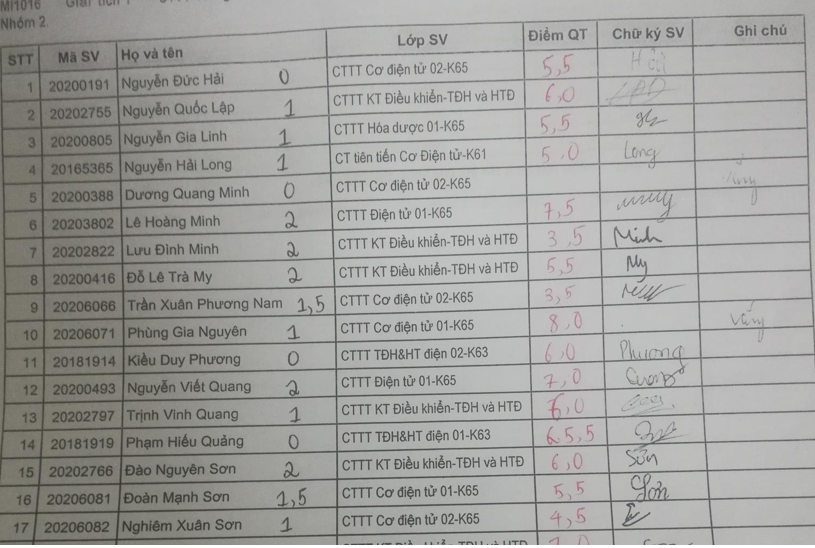 MI1016 Giải tích
Nhóm 2
STT Mã SV Họ và tên Lớp SV Điểm QT Chữ ký SV Ghi chú
1 20200191 Nguyễn Đức Hải 0 CTTT Cơ điện tử 02-K65 5,5 Hải
2 20202755 Nguyễn Quốc Lập 1 CTTT KT Điều khiển-TĐH và HTĐ 6,0
3 20200805 Nguyễn Gia Linh 1 CTTT Hóa dược 01-K65 5,5
4 20165365 Nguyễn Hải Long 1 CT tiên tiến Cơ Điện tử-K61 5,0 Long
5 20200388 Dương Quang Minh 0 CTTT Cơ điện tử 02-K65
6 20203802 Lê Hoàng Minh 2 CTTT Điện tử 01-K65 7,5
7 20202822 Lưu Đình Minh 2 CTTT KT Điều khiển-TĐH và HTĐ 3,5 Minh
8 20200416 Đỗ Lê Trà My 2 CTTT KT Điều khiển-TĐH và HTĐ 5,5 My
9 20206066 Trần Xuân Phương Nam 1,5 CTTT Cơ điện tử 02-K65 3,5
10 20206071 Phùng Gia Nguyên 1 CTTT Cơ điện tử 01-K65 8,0 vắng
11 20181914 Kiều Duy Phương 0 CTTT TĐH&HT điện 02-K63 6,0 Phương
12 20200493 Nguyễn Viết Quang 2 CTTT Điện tử 01-K65 7,0 Quang
13 20202797 Trịnh Vinh Quang 1 CTTT KT Điều khiển-TĐH và HTĐ 6,0
14 20181919 Phạm Hiếu Quảng 0 CTTT TĐH&HT điện 01-K63 5,5
15 20202766 Đào Nguyên Sơn 2 CTTT KT Điều khiển-TĐH và HTĐ 6,0 Sơn
16 20206081 Đoàn Mạnh Sơn 1,5 CTTT Cơ điện tử 01-K65 5,5 Sơn
17 20206082 Nghiêm Xuân Sơn 1 CTTT Cơ điện tử 02-K65 4,5